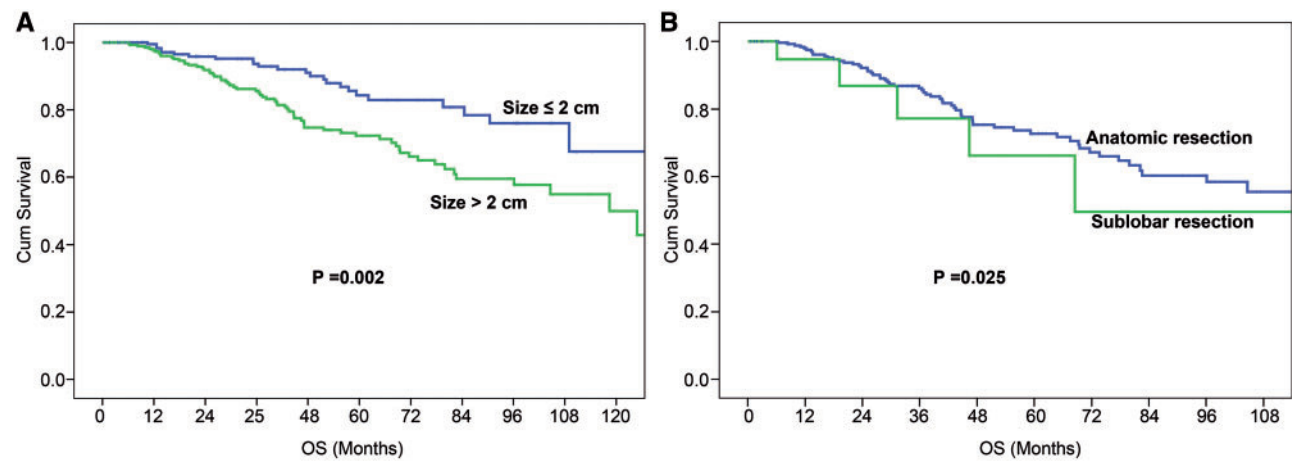 A
Cum Survival
1.0
0.8
0.6
0.4
0.2
0.0
Size ≤ 2 cm
Size > 2 cm
P =0.002
0 12 24 25 48 60 72 84 96 108 120
OS (Months)
B
Cum Survival
1.0
0.8
0.6
0.4
0.2
0.0
Anatomic resection
Sublobar resection
P =0.025
0 12 24 36 48 60 72 84 96 108
OS (Months)